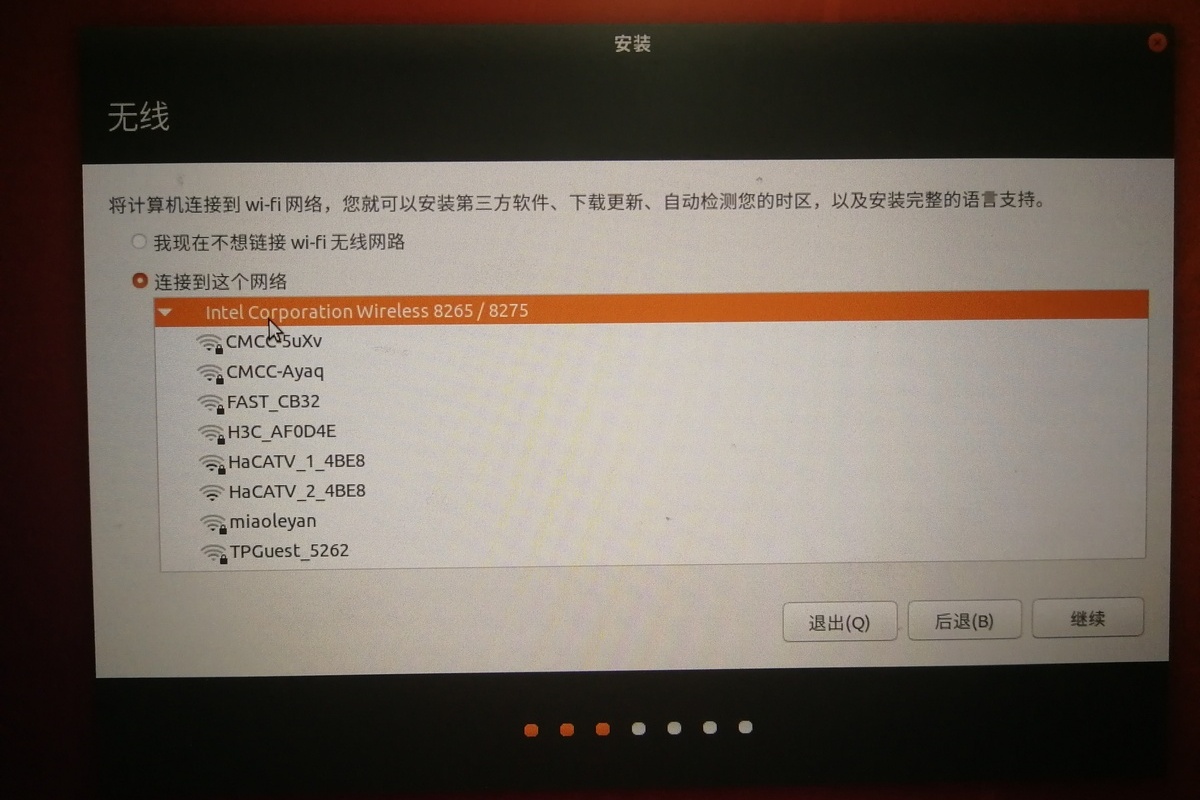 安装
无线
将计算机连接到 wi-fi 网络，您就可以安装第三方软件、下载更新、自动检测您的时区，以及安装完整的语言支持。
我现在不想链接 wi-fi 无线网路
连接到这个网络
Intel Corporation Wireless 8265 / 8275
CMCC-5uXv
CMCC-Ayaq
FAST_CB32
H3C_AF0D4E
HaCATV_1_4BE8
HaCATV_2_4BE8
miaoleyan
TPGuest_5262
退出(Q)
后退(B)
继续